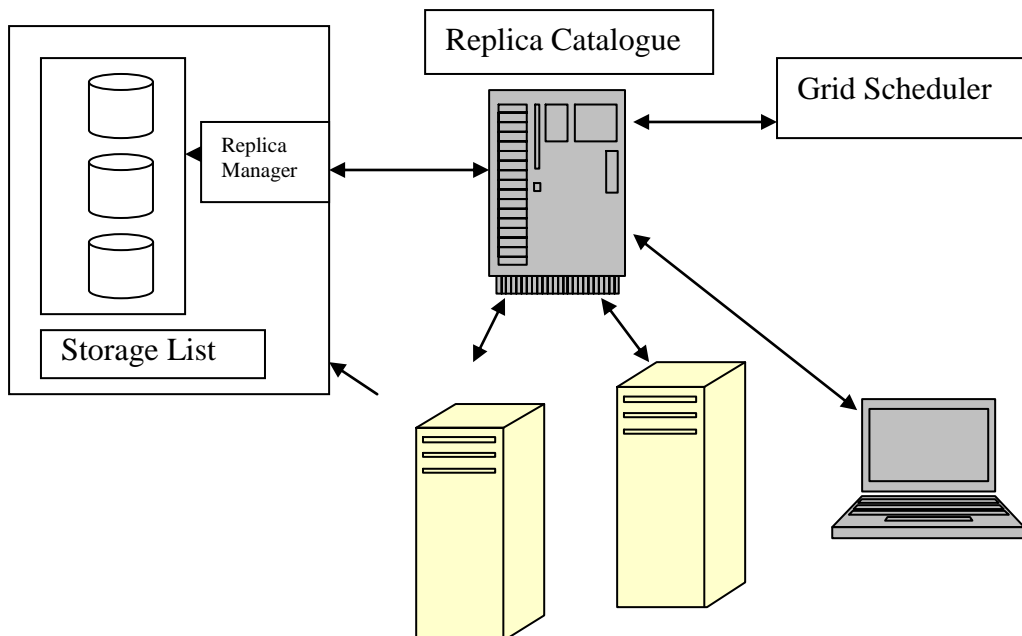 Replica Catalogue
Grid Scheduler
Replica
Manager
Storage List